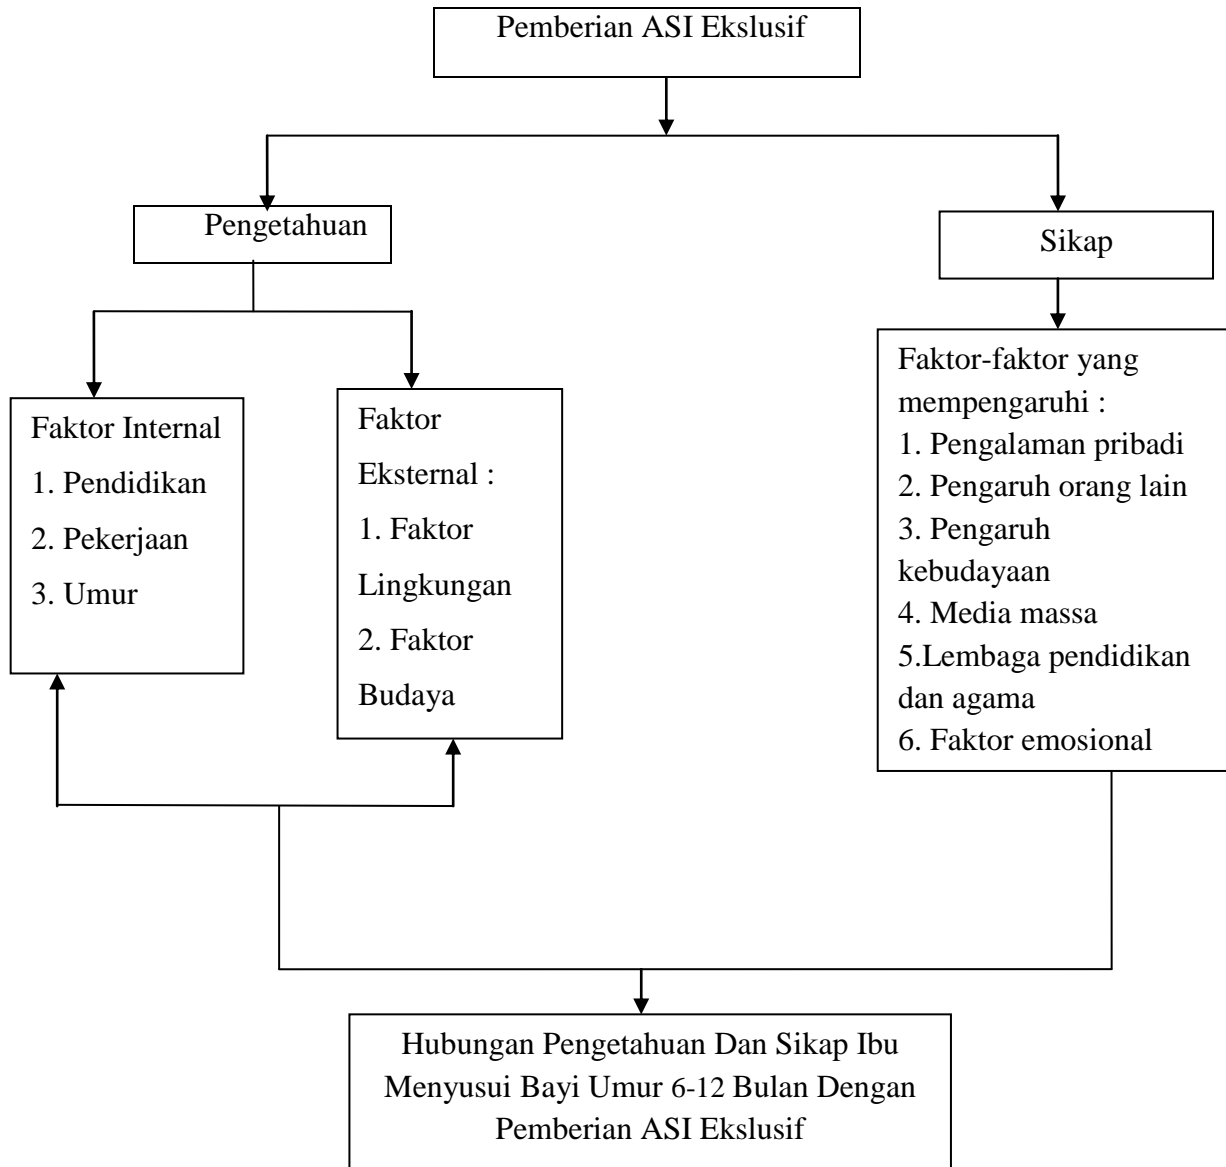 Pemberian ASI Ekslusif
Pengetahuan
Sikap
Faktor Internal
1. Pendidikan
2. Pekerjaan
3. Umur
Faktor
Eksternal :
1. Faktor
Lingkungan
2. Faktor
Budaya
Faktor-faktor yang
mempengaruhi :
1. Pengalaman pribadi
2. Pengaruh orang lain
3. Pengaruh
kebudayaan
4. Media massa
5.Lembaga pendidikan
dan agama
6. Faktor emosional
Hubungan Pengetahuan Dan Sikap Ibu
Menyusui Bayi Umur 6-12 Bulan Dengan
Pemberian ASI Ekslusif